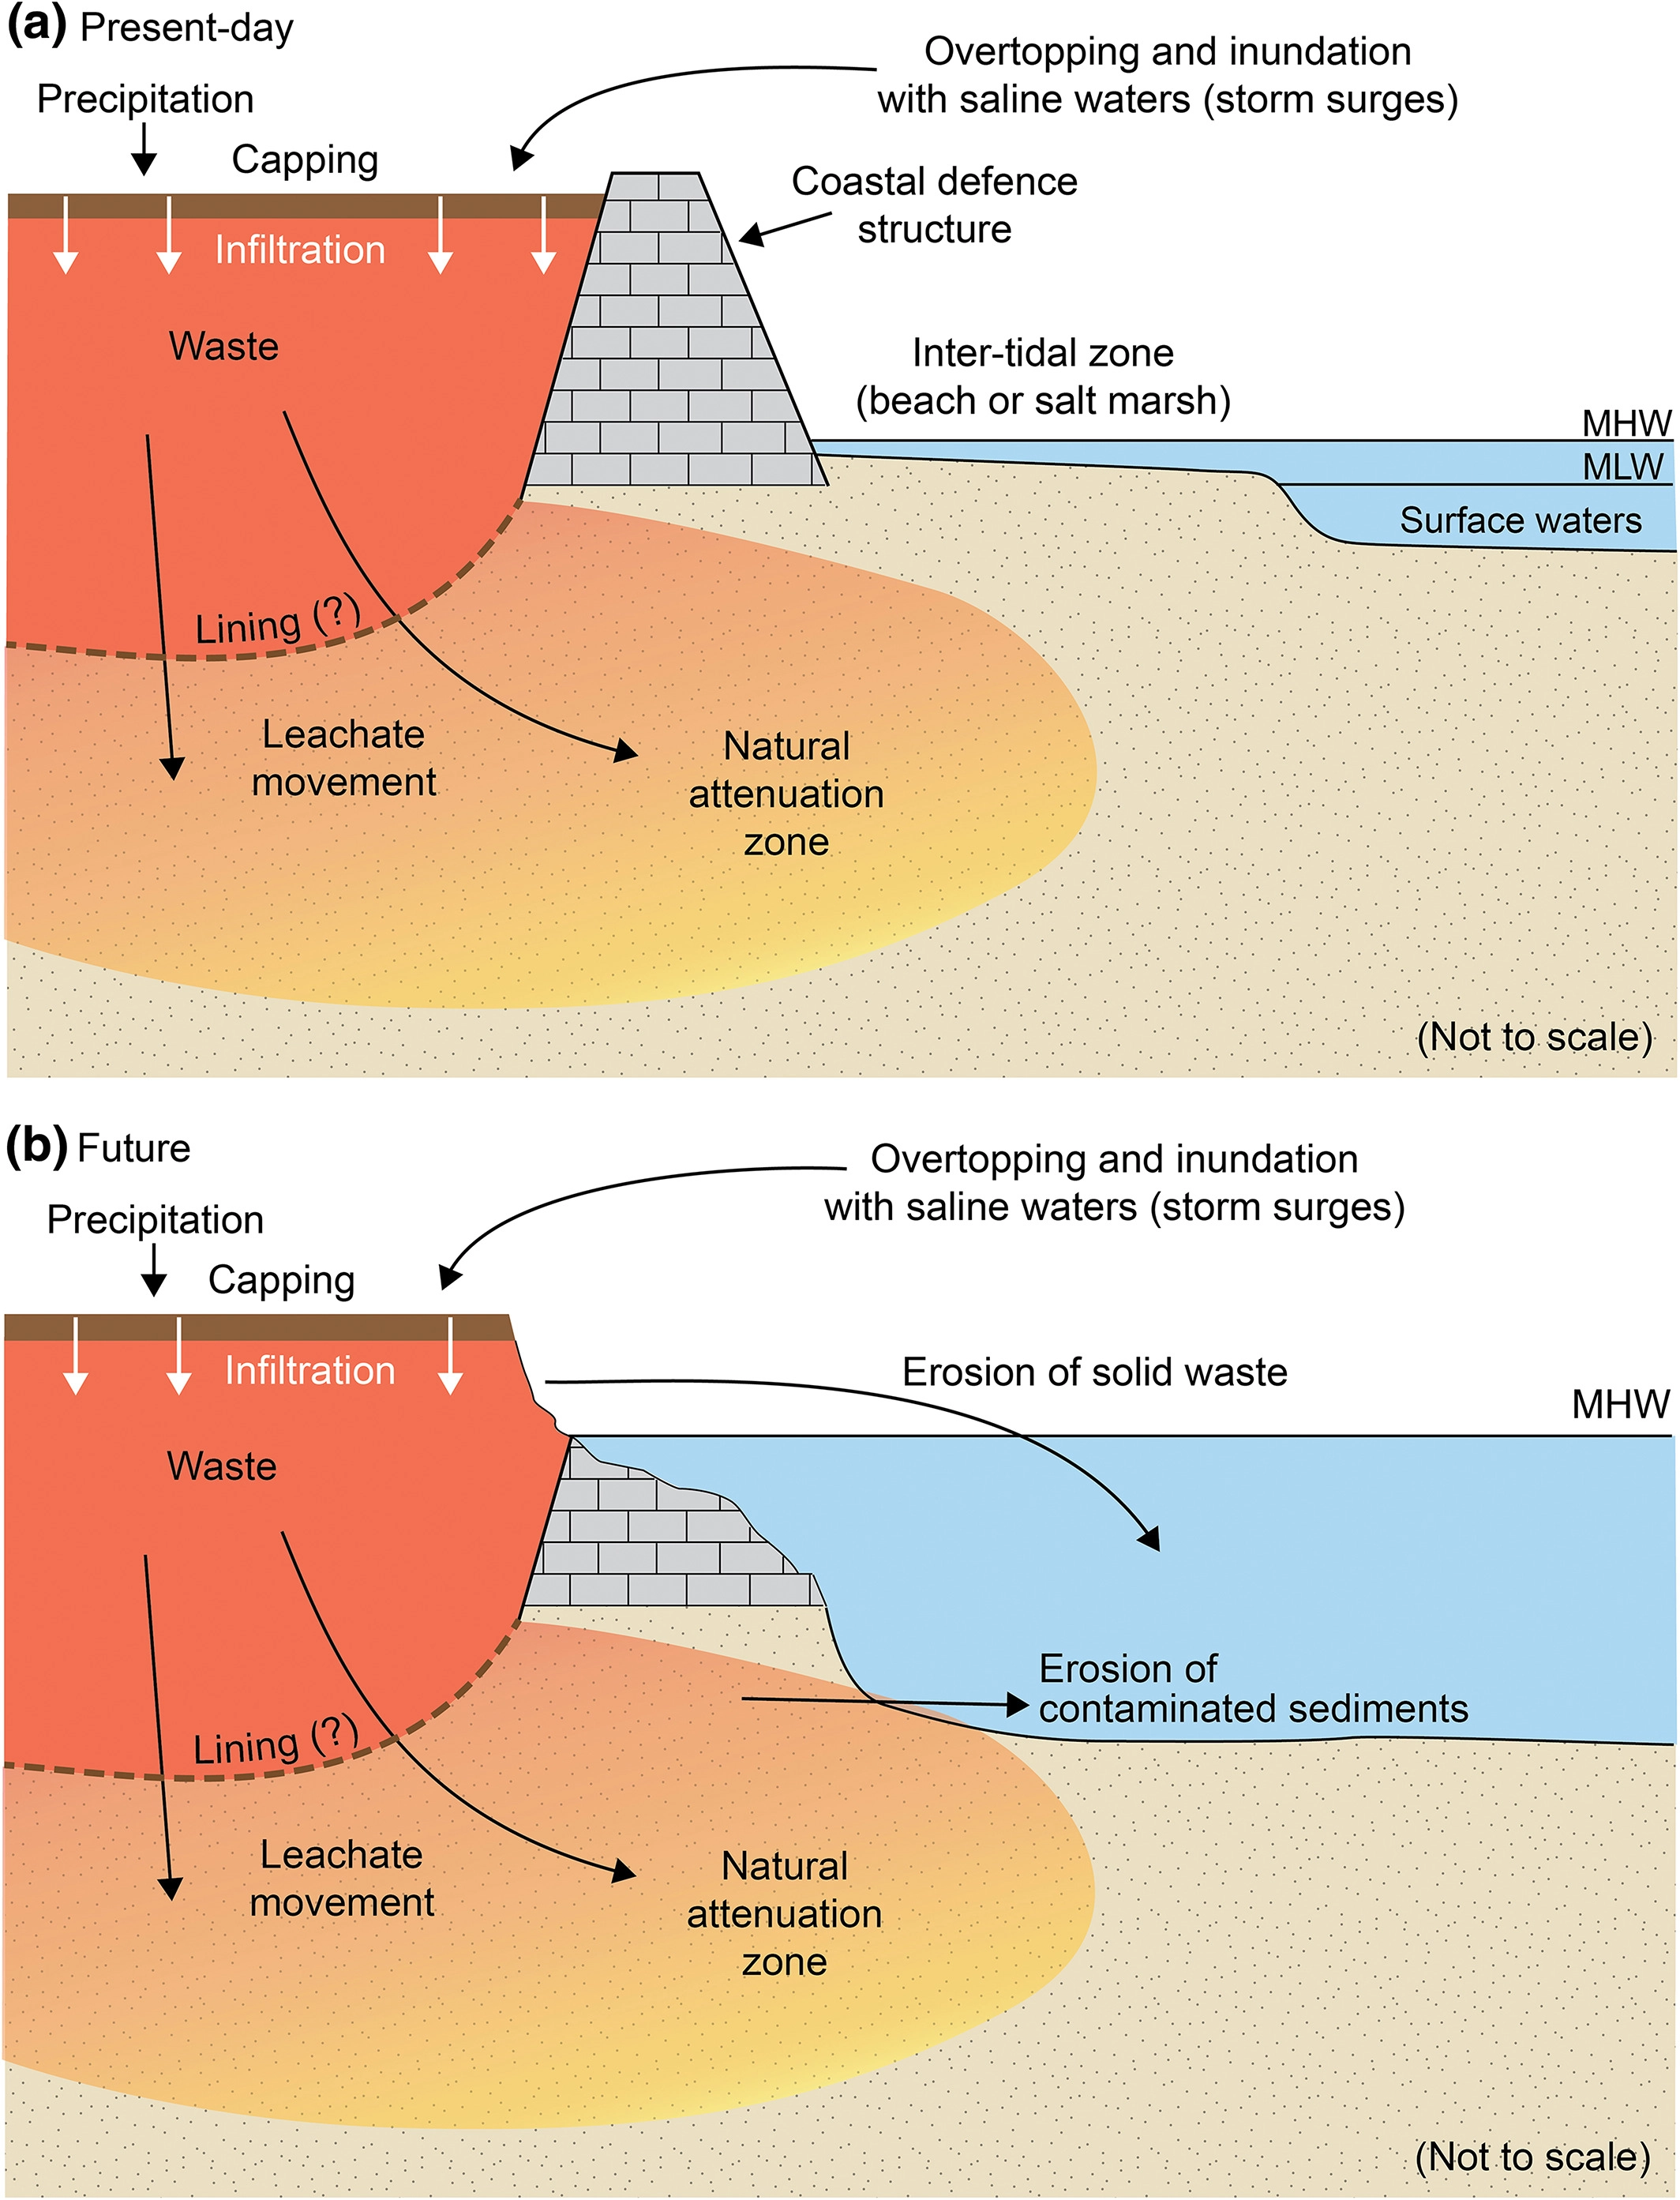 (a) Present-day
Overtopping and inundation
with saline waters (storm surges)
Precipitation
Capping
Coastal defence
structure
Infiltration
Waste
Inter-tidal zone
(beach or salt marsh)
MHW
MLW
Surface waters
Lining (?)
Leachate
movement
Natural
attenuation
zone
(Not to scale)
(b) Future
Overtopping and inundation
with saline waters (storm surges)
Precipitation
Capping
Infiltration
Erosion of solid waste
MHW
Waste
Erosion of
contaminated sediments
Lining (?)
Leachate
movement
Natural
attenuation
zone
(Not to scale)